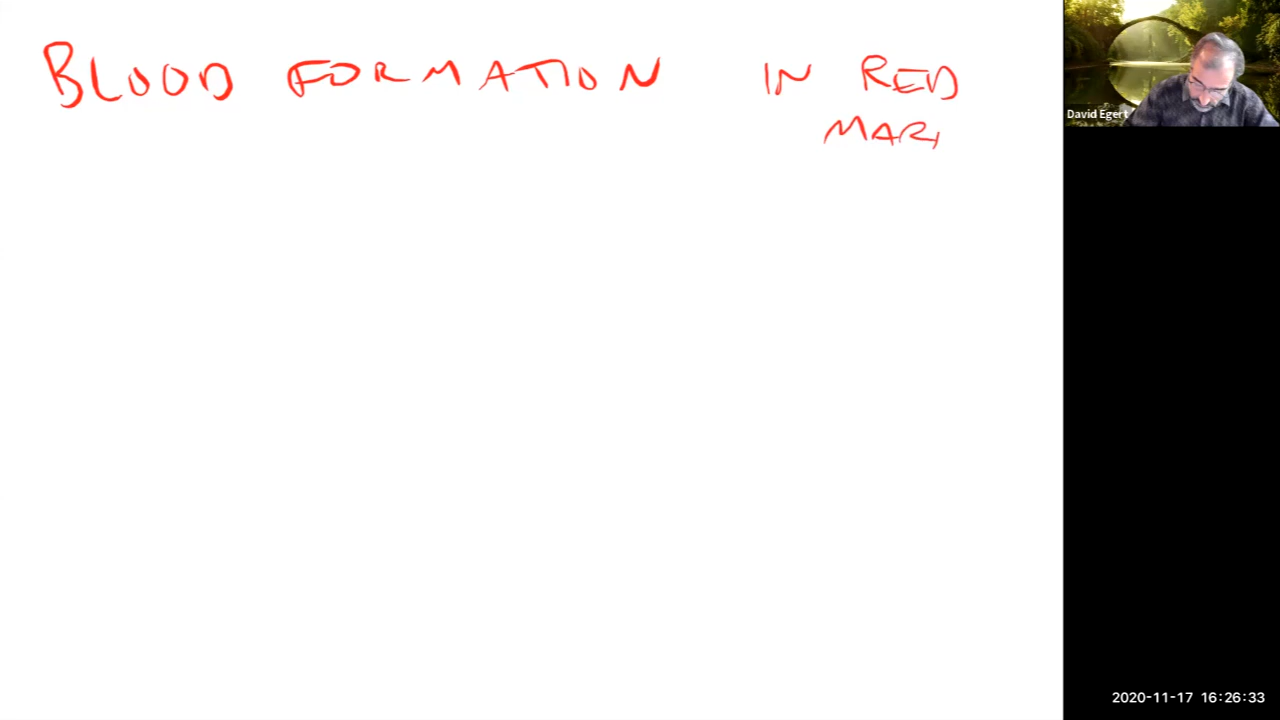 BLOOD FORMATION IN RED
MAR
David Egert
2020-11-17 16:26:33